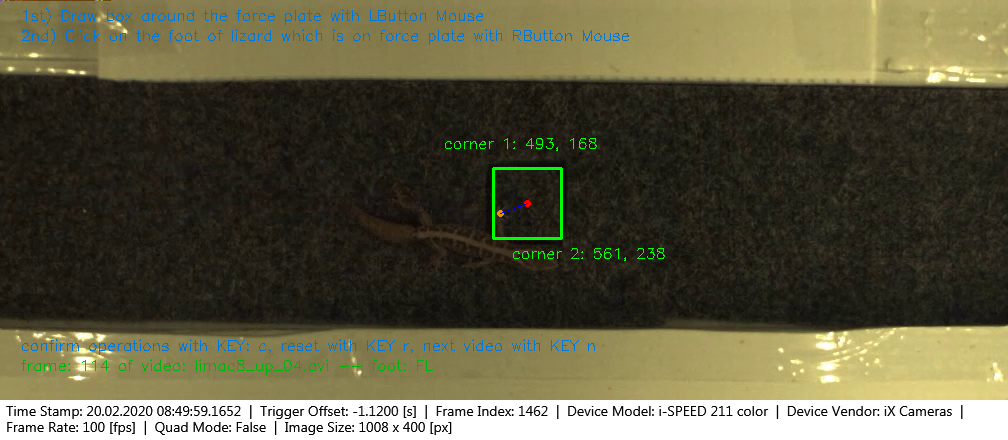 1st) Draw box around the force plate with LButton Mouse
2nd) Click on the foot of lizard which is on force plate with RButton Mouse
corner 1: 493, 168
corner 2: 561, 238
confirm operations with KEY: c, reset with KEY r, next video with KEY n
frame: 114 of video: limac8_up_04.avi -- foot: FL
Time Stamp: 20.02.2020 08:49:59.1652 | Trigger Offset: -1.1200 [s] | Frame Index: 1462 | Device Model: i-SPEED 211 color | Device Vendor: iX Cameras |
Frame Rate: 100 [fps] | Quad Mode: False | Image Size: 1008 x 400 [px]